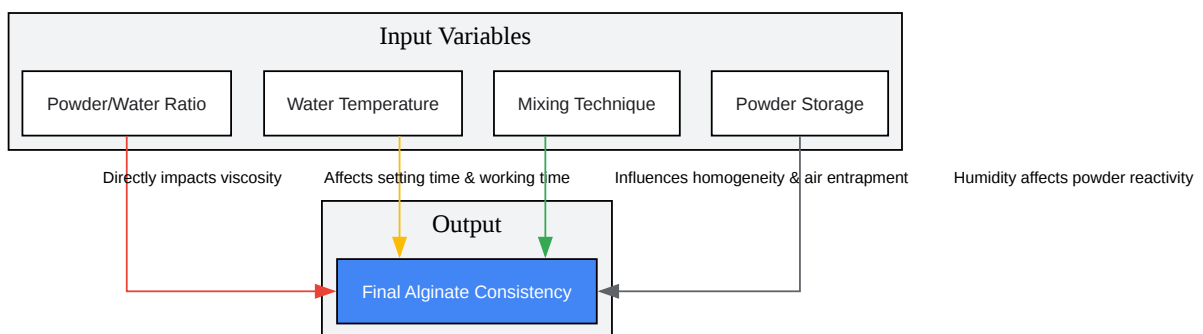 Input Variables
Powder/Water Ratio
Water Temperature
Mixing Technique
Powder Storage
Directly impacts viscosity
Affects setting time & working time
Influences homogeneity & air entrapment
Humidity affects powder reactivity
Output
Final Alginate Consistency